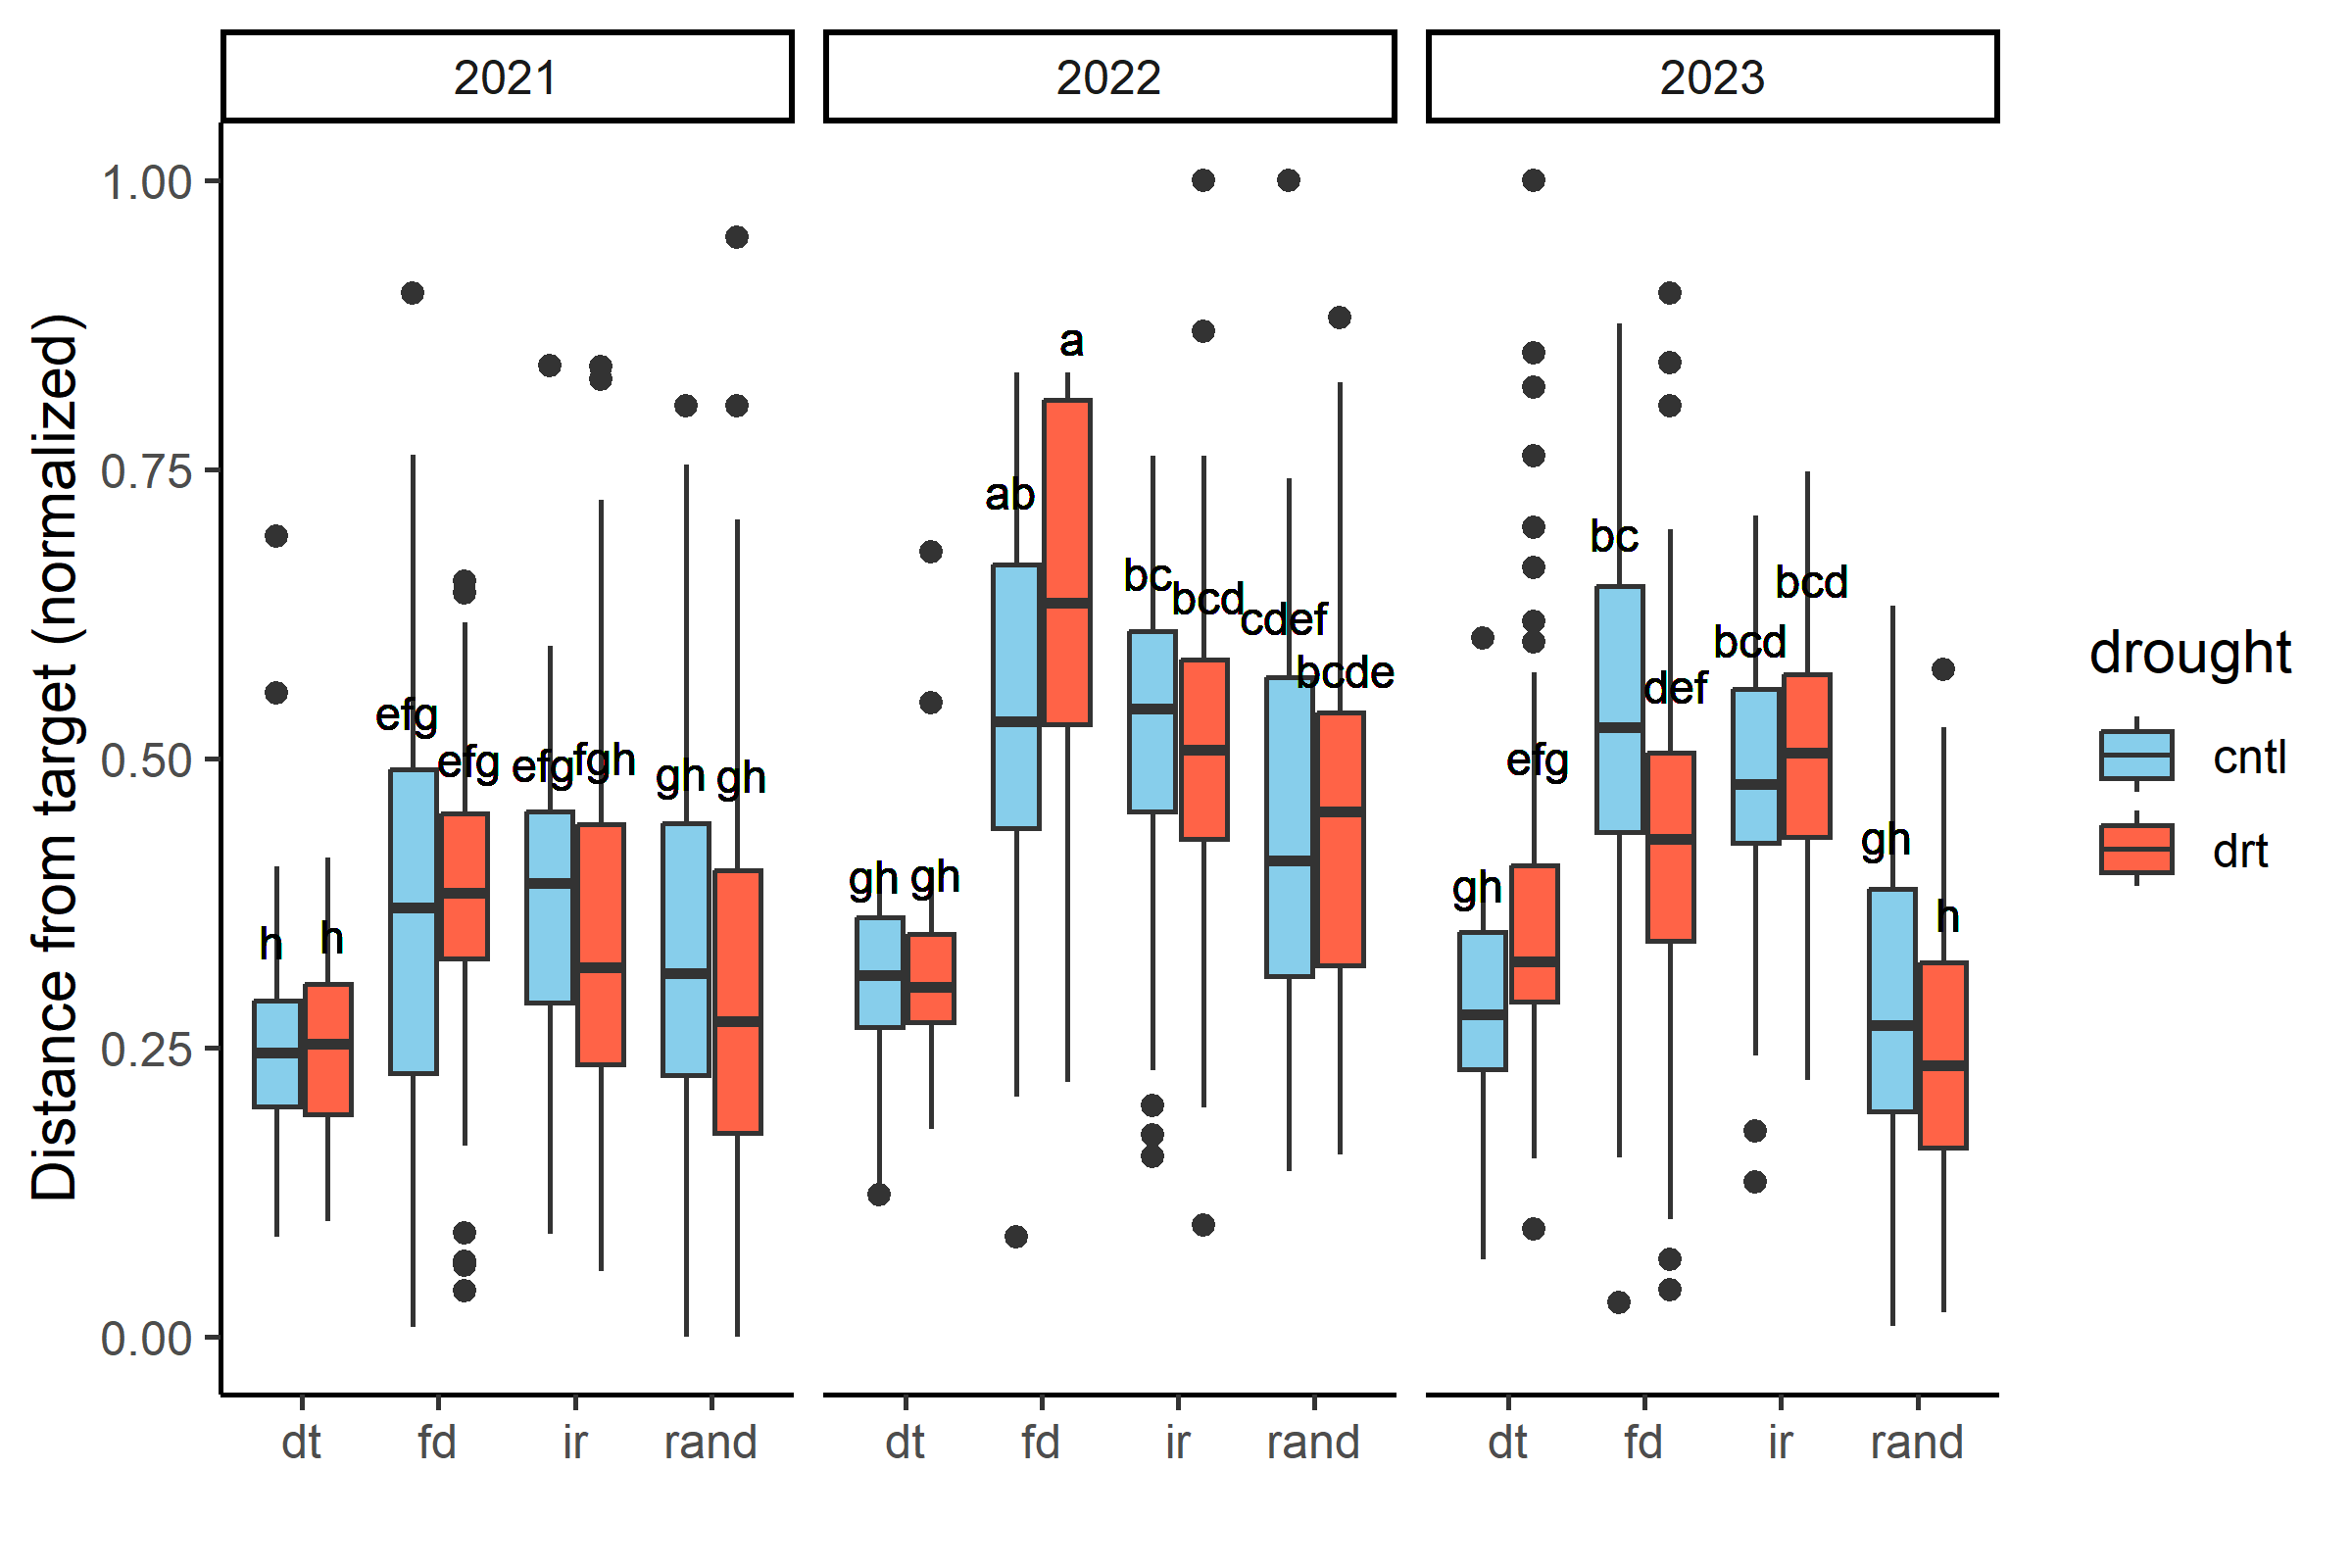 2021 2022 2023
Distance from target (normalized)
1.00
0.75
0.50
0.25
0.00
h h efg efg efg fgh gh gh
gh gh ab a bc bcd cdef bcde
gh efg bc def bcd bcd gh h
dt fd ir rand
dt fd ir rand
dt fd ir rand
drought
cntl
drt